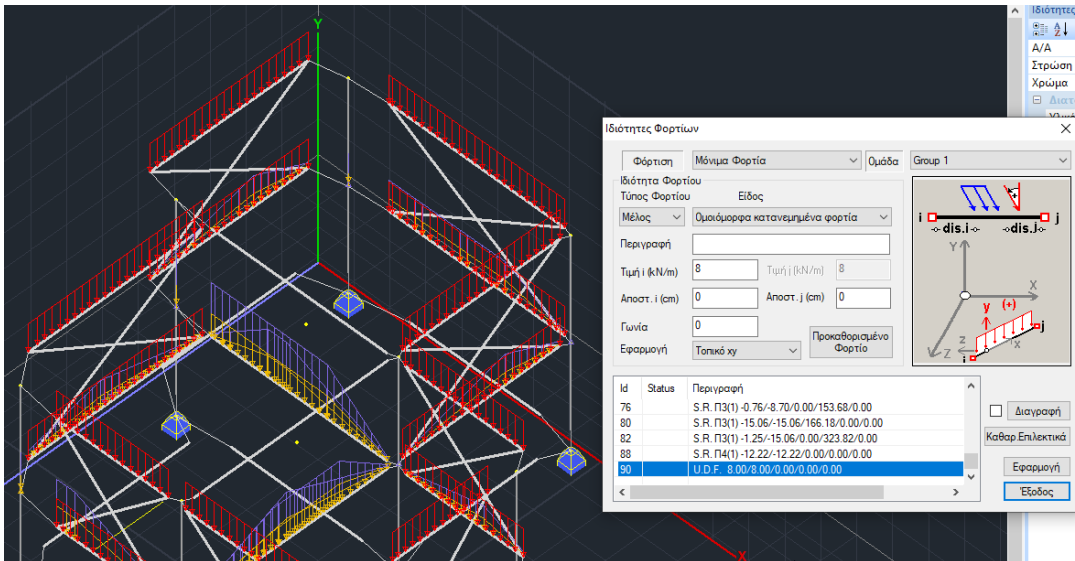 Y
X
Ιδιότητες
A/A
Στρώση
Χρώμα
Διατ
Ιδιότητες Φορτίων
Φόρτιση Μόνιμα Φορτία Ομάδα Group 1
Ιδιότητα Φορτίου
Τύπος Φορτίου Είδος
Μέλος Ομοιόμορφα κατανεμημένα φορτία
Περιγραφή
Τιμή i (kN/m) 8 Τιμή j (kN/m) 8
Αποστ. i (cm) 0 Αποστ. j (cm) 0
Γωνία 0
Εφαρμογή Τοπικό xy
Προκαθορισμένο
Φορτίο
i j
dis.i dis.j
Y
X
Z
y (+)
z x j
i
Id Status Περιγραφή
76 S.R. Π3(1) -0.76/-8.70/0.00/153.68/0.00
80 S.R. Π3(1) -15.06/-15.06/166.18/0.00
82 S.R. Π3(1) -1.25/-15.06/0.00/323.82/0.00
88 S.R. Π4(1) -12.22/-12.22/0.00/0.00/0.00
90 U.D.F. 8.00/8.00/0.00/0.00/0.00
Διαγραφή
Καθαρ.Επιλεκτικά
Εφαρμογή
Έξοδος